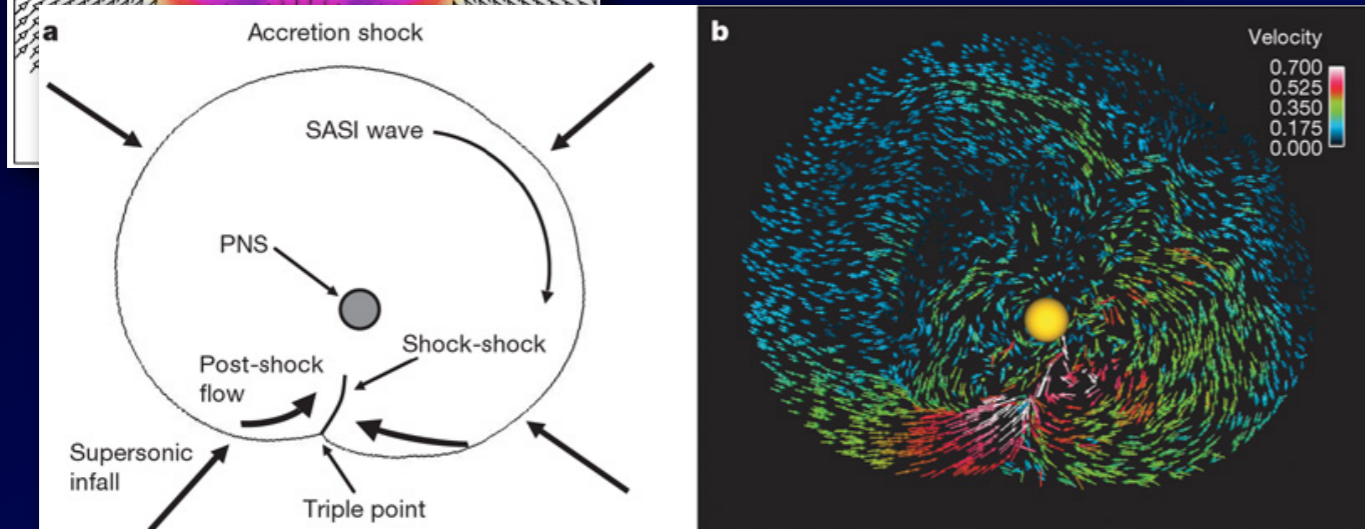 a
Accretion shock
SASI wave
PNS
Shock-shock
Post-shock
flow
Supersonic
infall
Triple point
b
Velocity
0.700
0.525
0.350
0.175
0.000